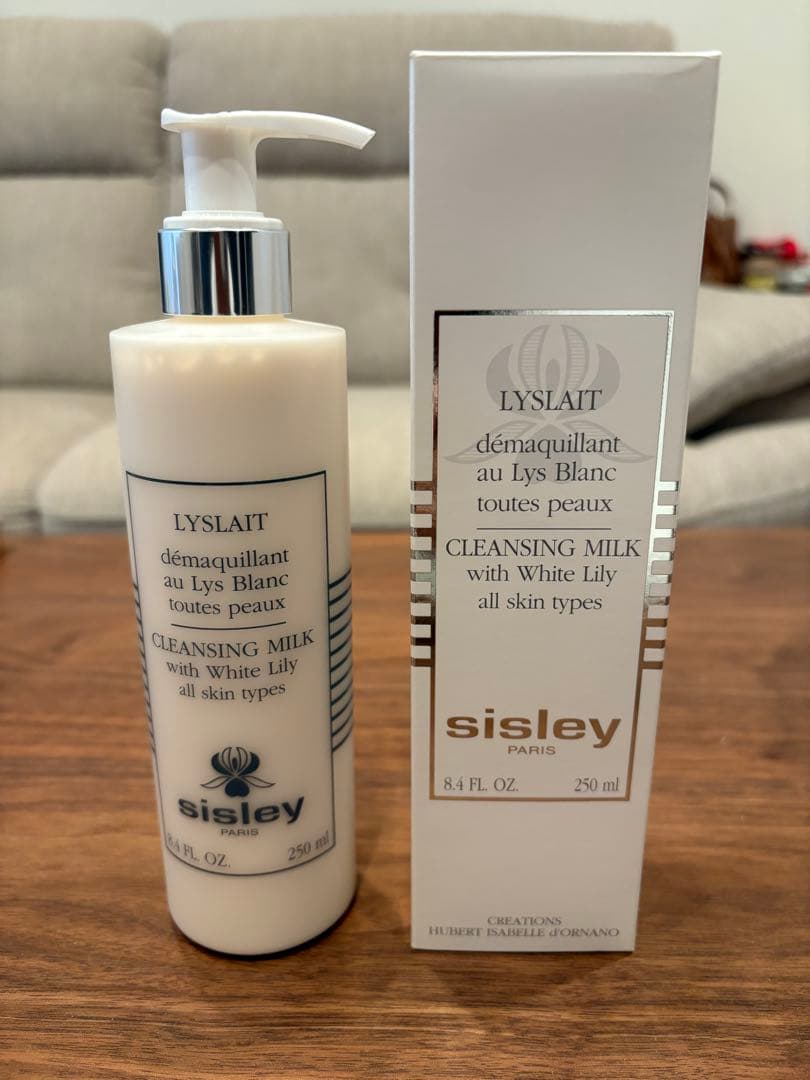 LYSLAIT
démaquillant
au Lys Blanc
toutes peaux
CLEANSING MILK
with White Lily
all skin types
sisley
PARIS
8.4 FL. OZ. 250 ml
LYSLAIT
démaquillant
au Lys Blanc
toutes peaux
CLEANSING MILK
with White Lily
all skin types
sisley
PARIS
8.4 FL. OZ. 250 ml
CREATIONS
HUBERT ISABELLE d'ORNANO